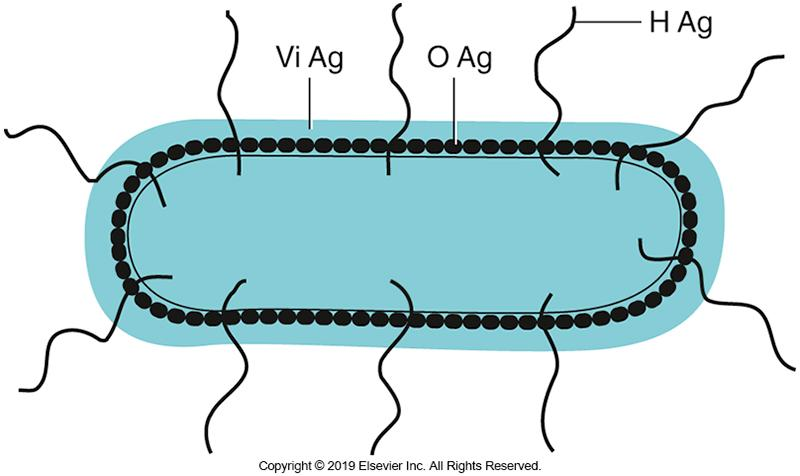 H Ag
Vi Ag
O Ag
Copyright © 2019 Elsevier Inc. All Rights Reserved.